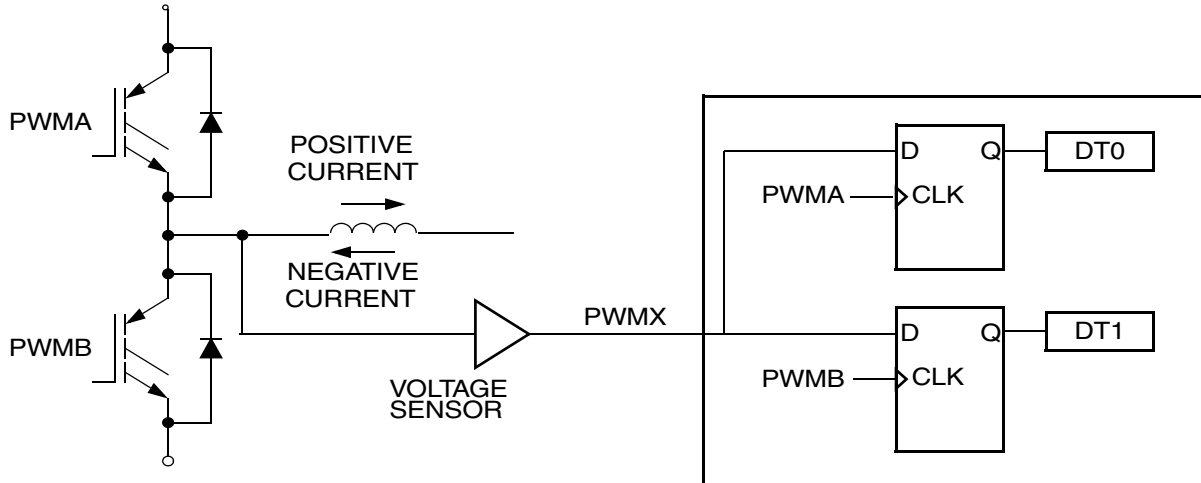 PWMA
PWMB
POSITIVE
CURRENT
NEGATIVE
CURRENT
VOLTAGE
SENSOR
PWMX
D
Q
CLK
PWMA
DT0
D
Q
CLK
PWMB
DT1